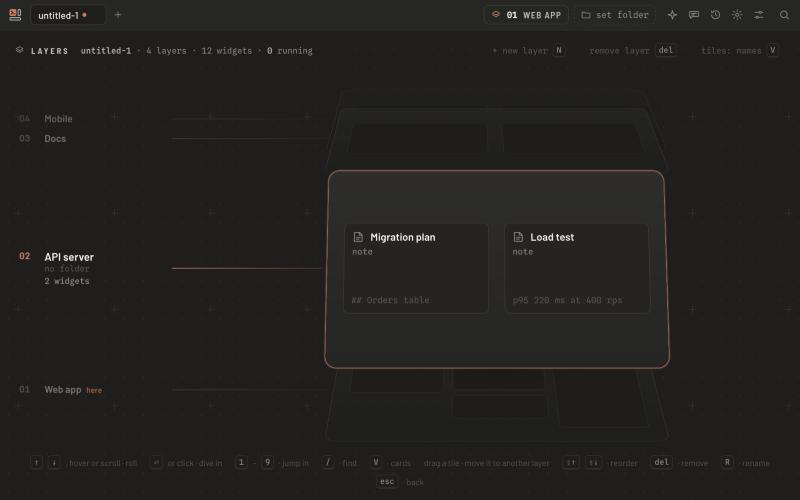 untitled-1
01 WEB APP
set folder
LAYERS untitled-1 · 4 layers · 12 widgets · 0 running
+ new layer N
remove layer del
tiles: names V
04 Mobile
03 Docs
02 API server
no folder
2 widgets
Migration plan
note
## Orders table
Load test
note
p95 220 ms at 400 rps
01 Web app here
↑ ↓ · hover or scroll · roll ⏎ or click · dive in 1 – 9 · jump in / · find V · cards drag a tile · move it to another layer ⇧↑ ⇧↓ · reorder del · remove R · rename
esc · back